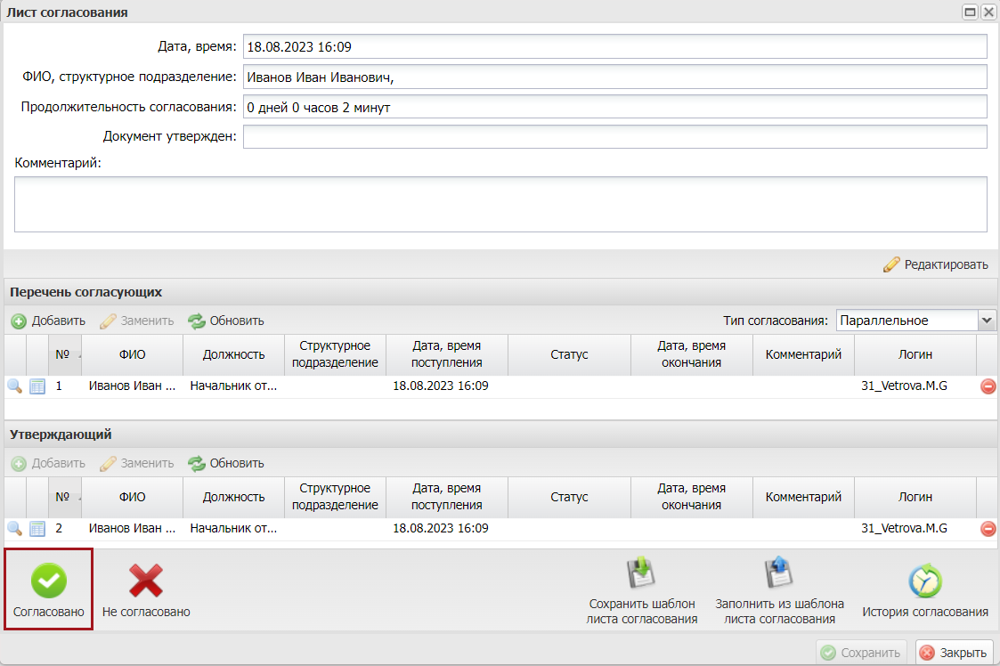 Лист согласования
Дата, время: 18.08.2023 16:09
ФИО, структурное подразделение: Иванов Иван Иванович,
Продолжительность согласования: 0 дней 0 часов 2 минут
Документ утвержден:
Комментарий:
Редактировать
Перечень согласующих
Добавить Заменить Обновить Тип согласования: Параллельное
№ ФИО Должность Структурное подразделение Дата, время поступления Статус Дата, время окончания Комментарий Логин
1 Иванов Иван ... Начальник от... 18.08.2023 16:09 31_Vetrova.M.G
Утверждающий
Добавить Заменить Обновить
№ ФИО Должность Структурное подразделение Дата, время поступления Статус Дата, время окончания Комментарий Логин
2 Иванов Иван ... Начальник от... 18.08.2023 16:09 31_Vetrova.M.G
Согласовано Не согласовано Сохранить шаблон листа согласования Заполнить из шаблона листа согласования История согласования
Сохранить Закрыть